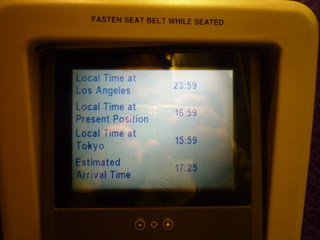 FASTEN SEAT BELT WHILE SEATED
Local Time at
Los Angeles 23:59
Local Time at
Present Position 16:59
Local Time at
Tokyo 15:59
Estimated
Arrival Time 17:25